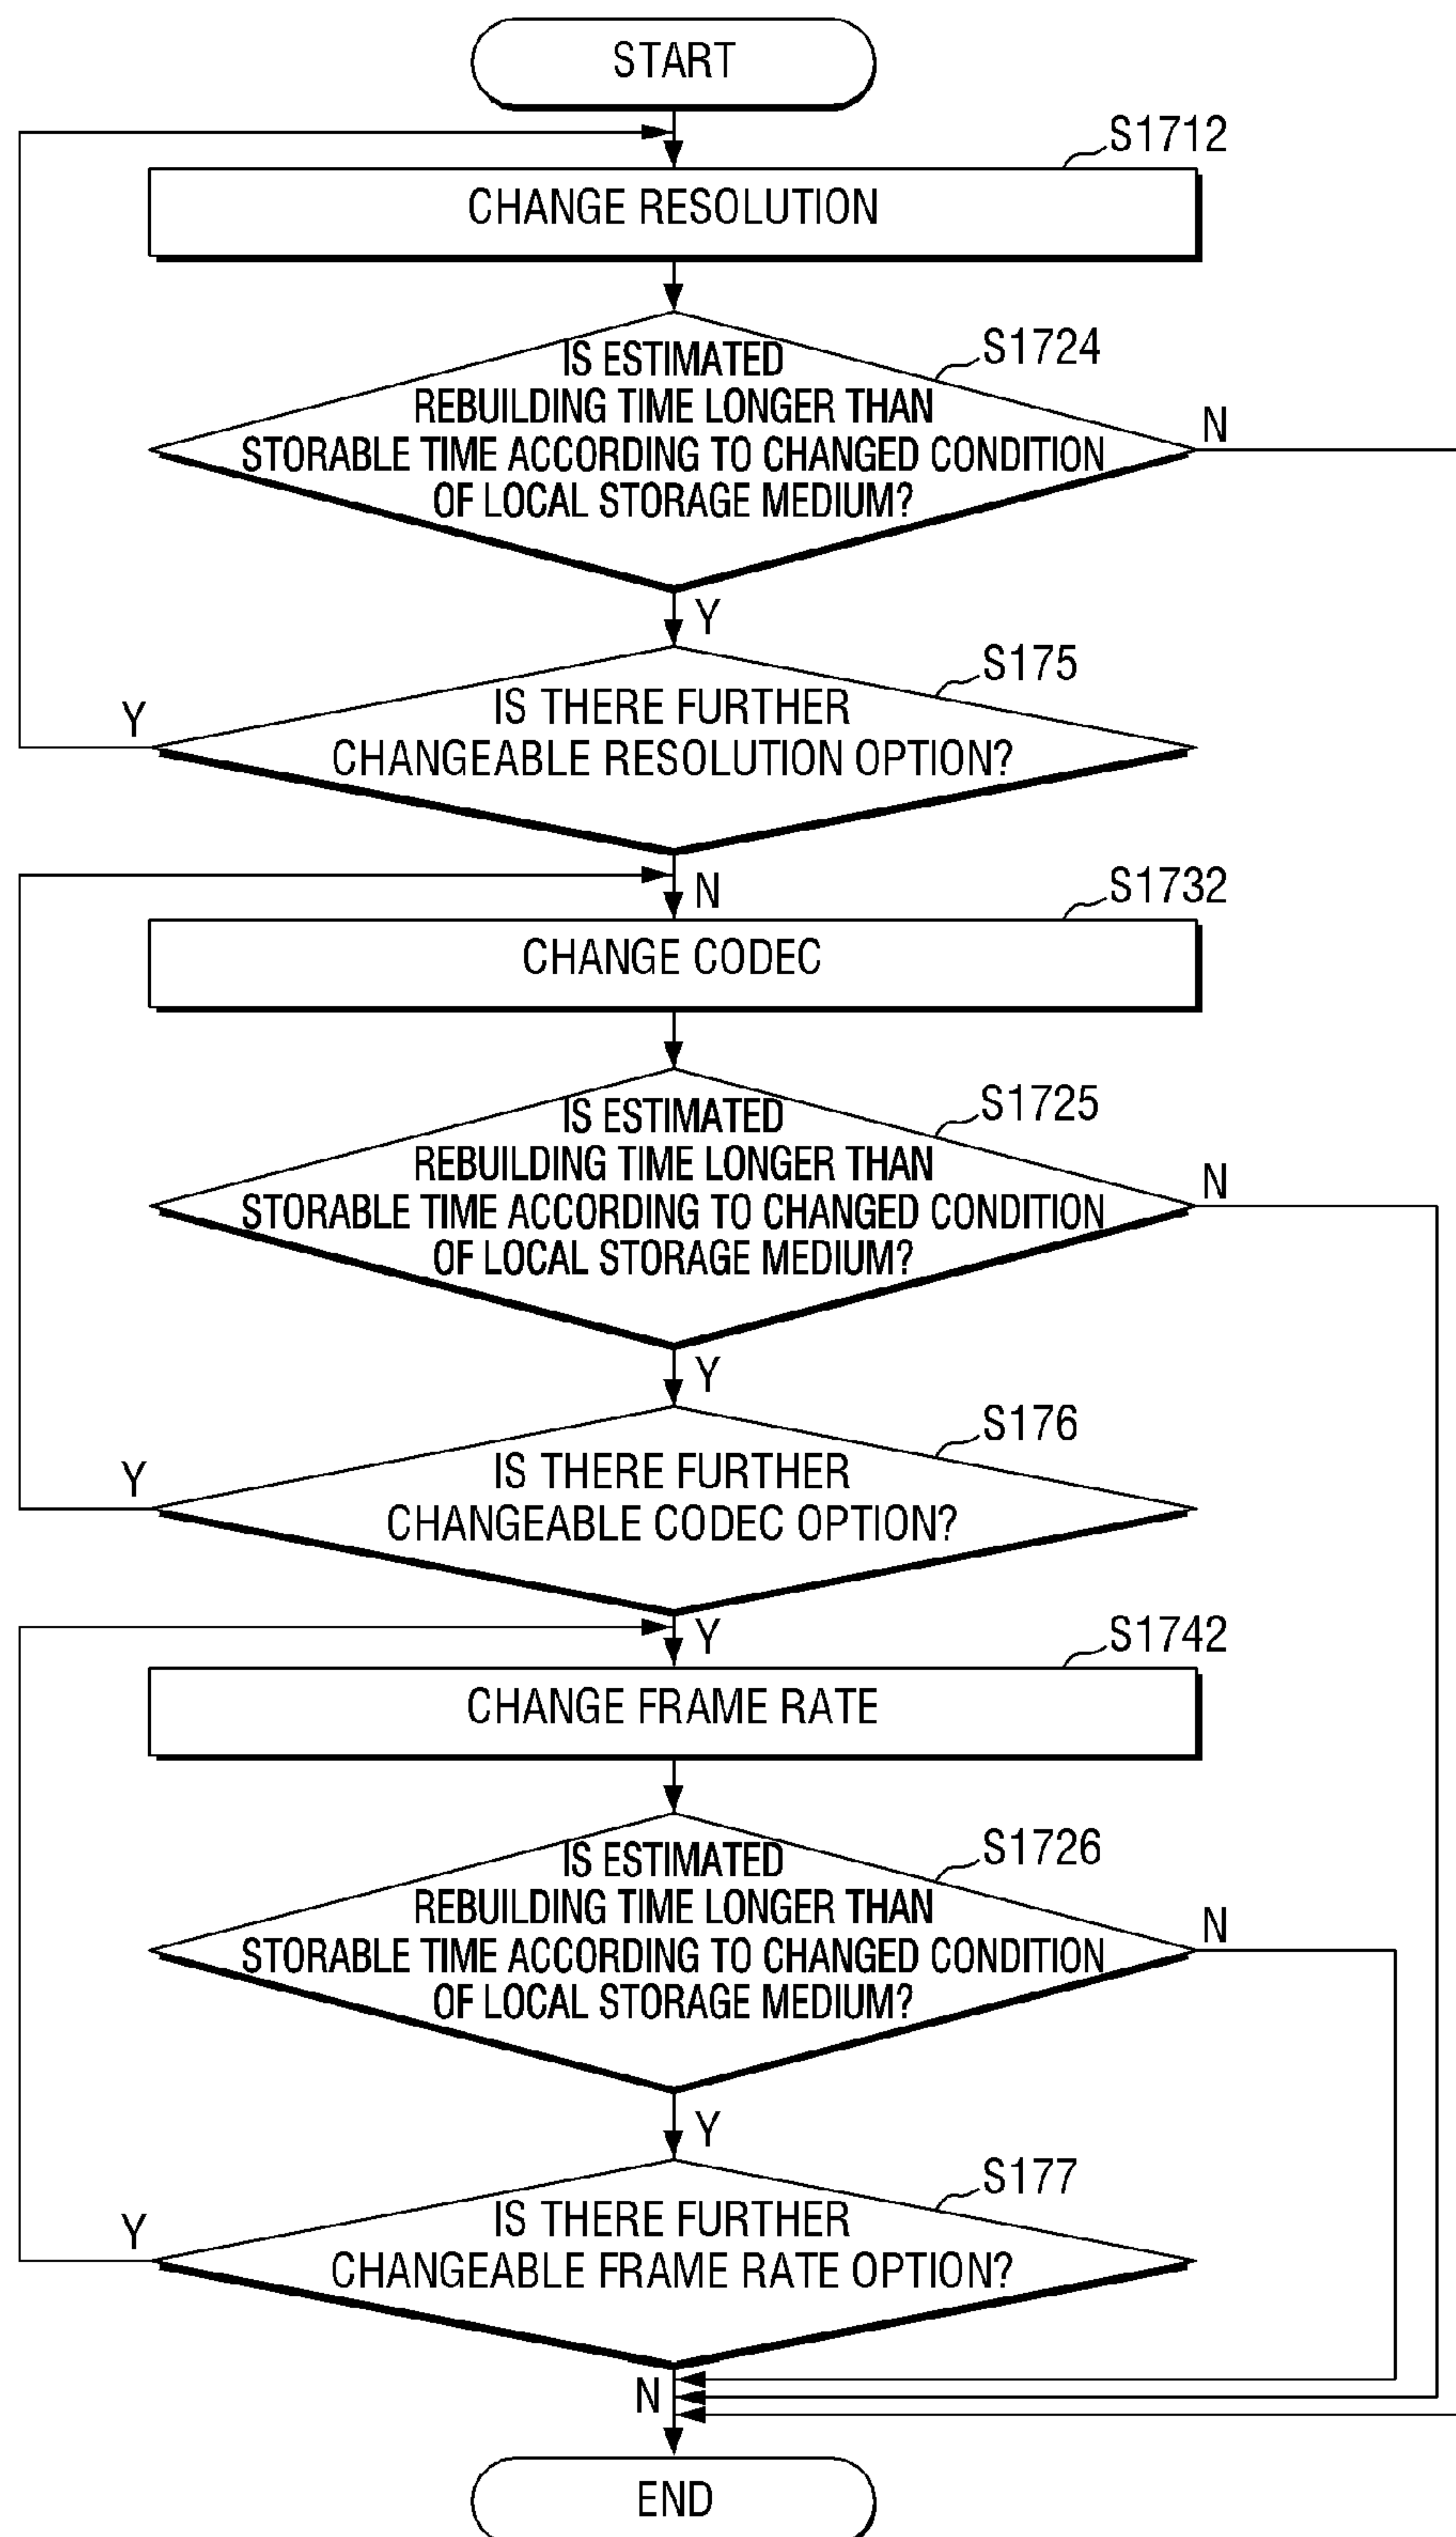 START
S1712
CHANGE RESOLUTION
S1724
IS ESTIMATED
REBUILDING TIME LONGER THAN
STORABLE TIME ACCORDING TO CHANGED CONDITION
OF LOCAL STORAGE MEDIUM?
N
Y
S175
IS THERE FURTHER
CHANGEABLE RESOLUTION OPTION?
Y
N
S1732
CHANGE CODEC
S1725
IS ESTIMATED
REBUILDING TIME LONGER THAN
STORABLE TIME ACCORDING TO CHANGED CONDITION
OF LOCAL STORAGE MEDIUM?
N
Y
S176
IS THERE FURTHER
CHANGEABLE CODEC OPTION?
Y
Y
S1742
CHANGE FRAME RATE
S1726
IS ESTIMATED
REBUILDING TIME LONGER THAN
STORABLE TIME ACCORDING TO CHANGED CONDITION
OF LOCAL STORAGE MEDIUM?
N
Y
S177
IS THERE FURTHER
CHANGEABLE FRAME RATE OPTION?
Y
N
END